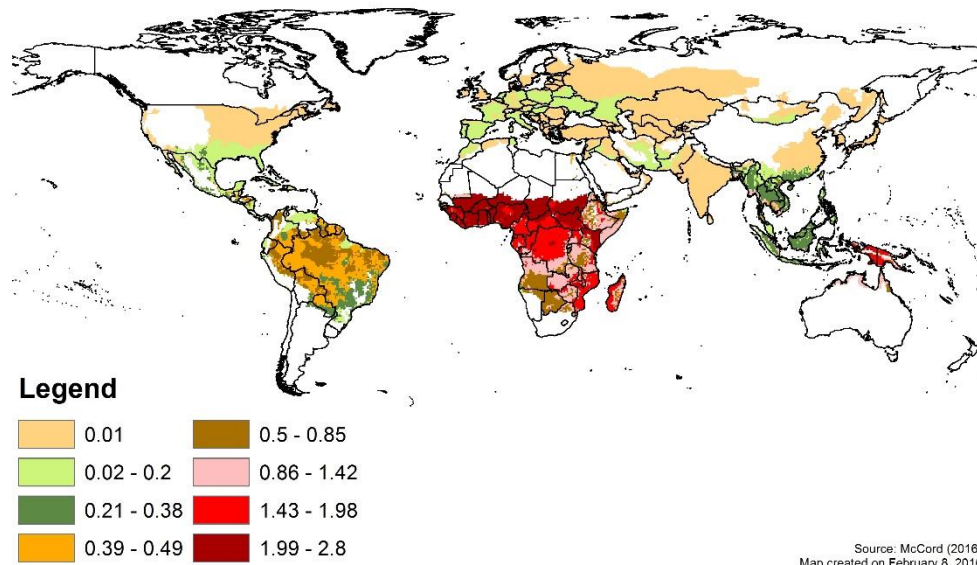 Legend
0.01
0.02 - 0.2
0.21 - 0.38
0.39 - 0.49
0.5 - 0.85
0.86 - 1.42
1.43 - 1.98
1.99 - 2.8
Source: McCord (2016
Map created on February 8, 201